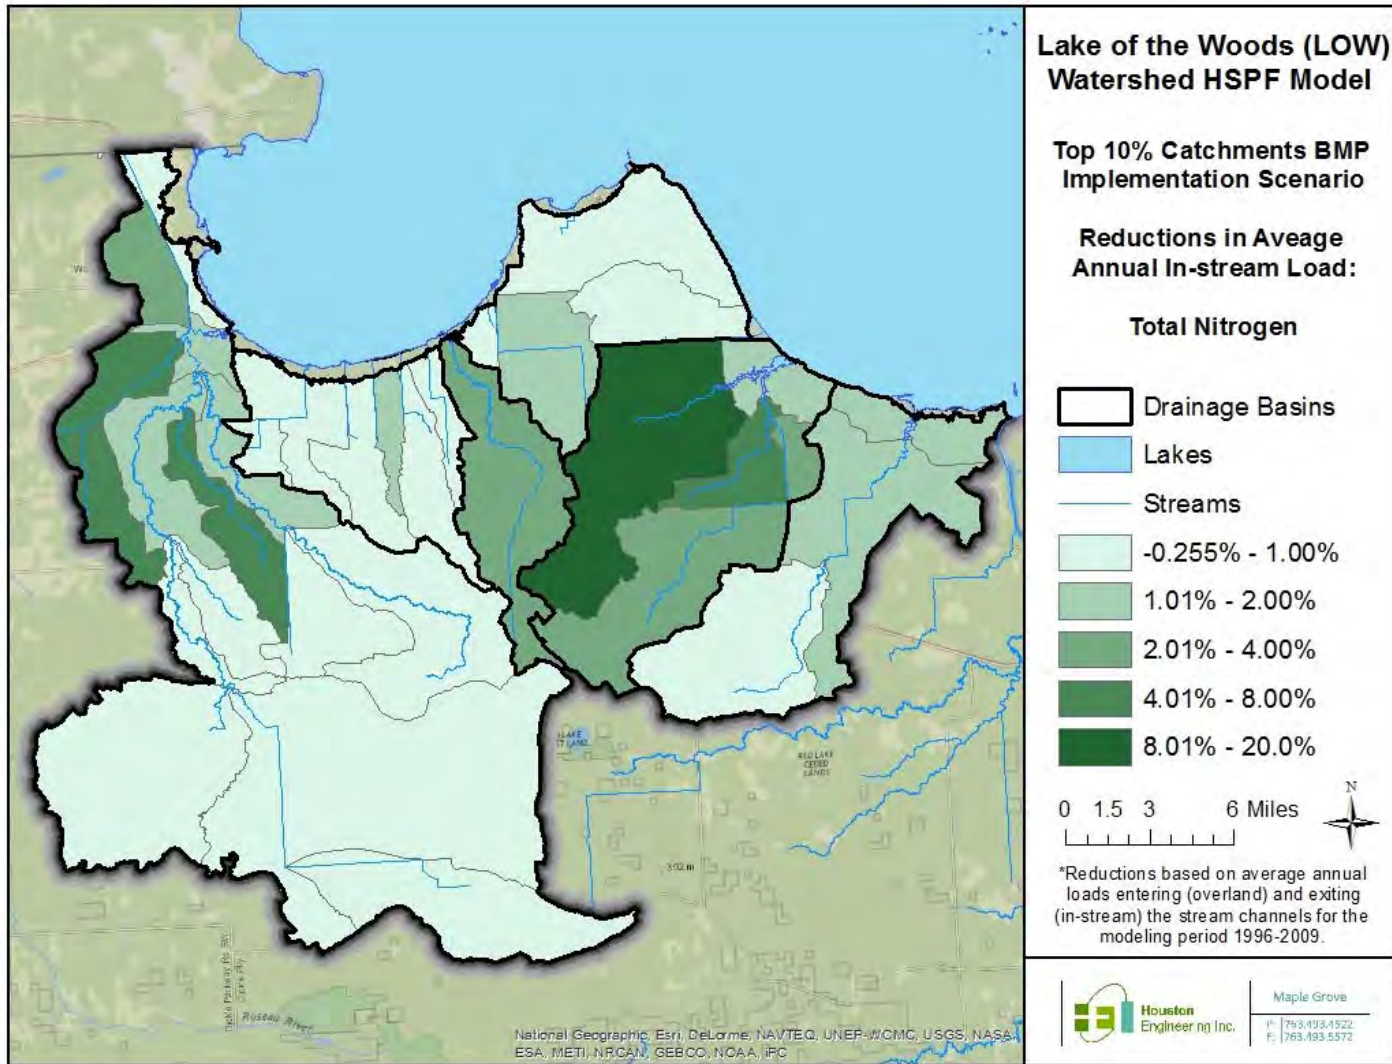 Lake of the Woods (LOW)
Watershed HSPF Model
Top 10% Catchments BMP
Implementation Scenario
Reductions in Aveage
Annual In-stream Load:
Total Nitrogen
Drainage Basins
Lakes
Streams
-0.255% - 1.00%
1.01% - 2.00%
2.01% - 4.00%
4.01% - 8.00%
8.01% - 20.0%
0 1.5 3 6 Miles
N
*Reductions based on average annual
loads entering (overland) and exiting
(in-stream) the stream channels for the
modeling period 1996-2009.
Houston
Engineering Inc.
Maple Grove
P: 763.493.4522
F: 763.493.5572
RED LAKE
CEDED
LANDS
392 m
Roseau River
National Geographic, Esri, DeLorme, NAVTEQ, UNEP-WCMC, USGS, NASA,
ESA, METI, NRCAN, GEBCO, NOAA, iPC